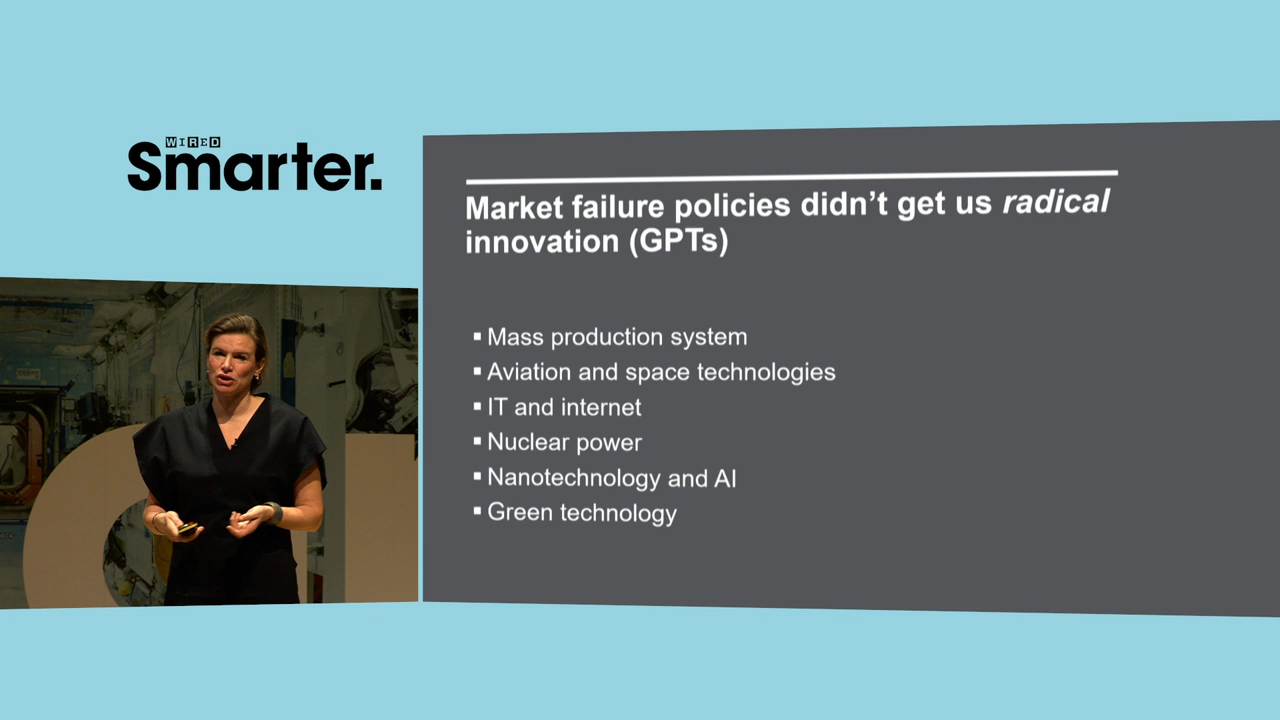 WIRED
Smarter.
Market failure policies didn’t get us radical
innovation (GPTs)
▪ Mass production system
▪ Aviation and space technologies
▪ IT and internet
▪ Nuclear power
▪ Nanotechnology and AI
▪ Green technology